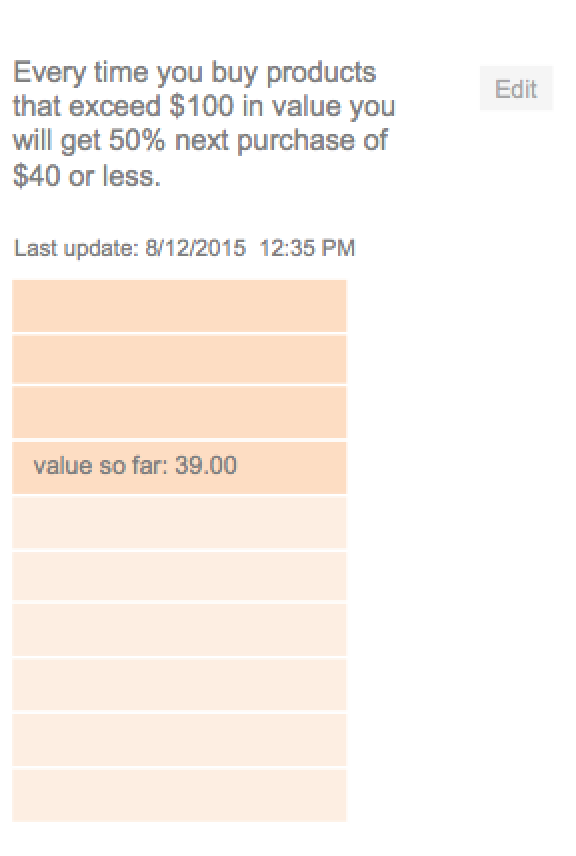 Every time you buy products
that exceed $100 in value you
will get 50% next purchase of
$40 or less.
Edit
Last update: 8/12/2015  12:35 PM
value so far: 39.00